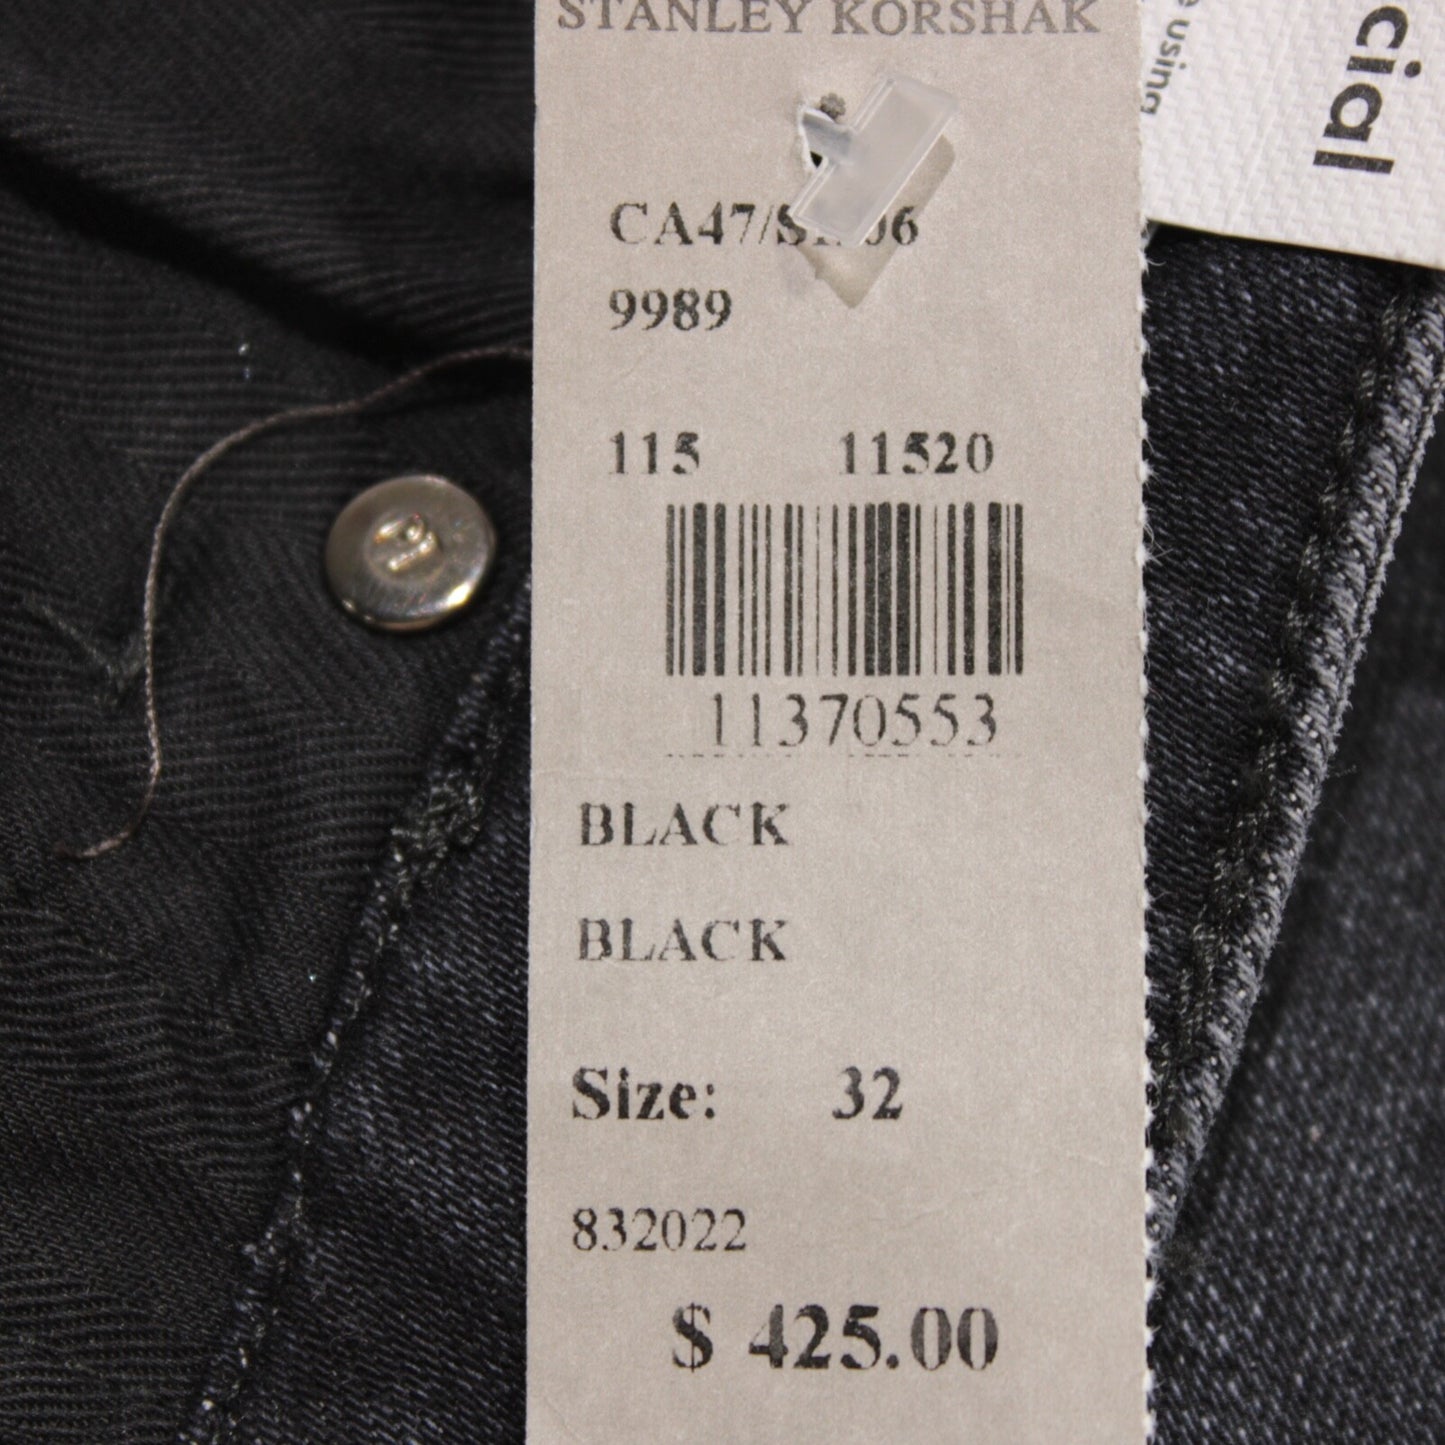 STANLEY KORSHAK
9989
115 11520
11370553
BLACK
BLACK
Size: 32
832022
$ 425.00
using
cial